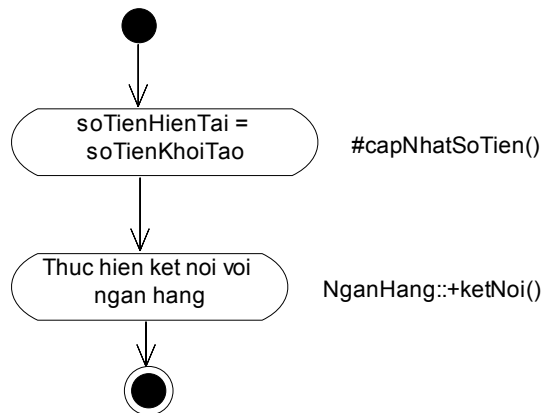 soTienHienTai =
soTienKhoiTao
#capNhatSoTien()
Thuc hien ket noi voi
ngan hang
NganHang::+ketNoi()